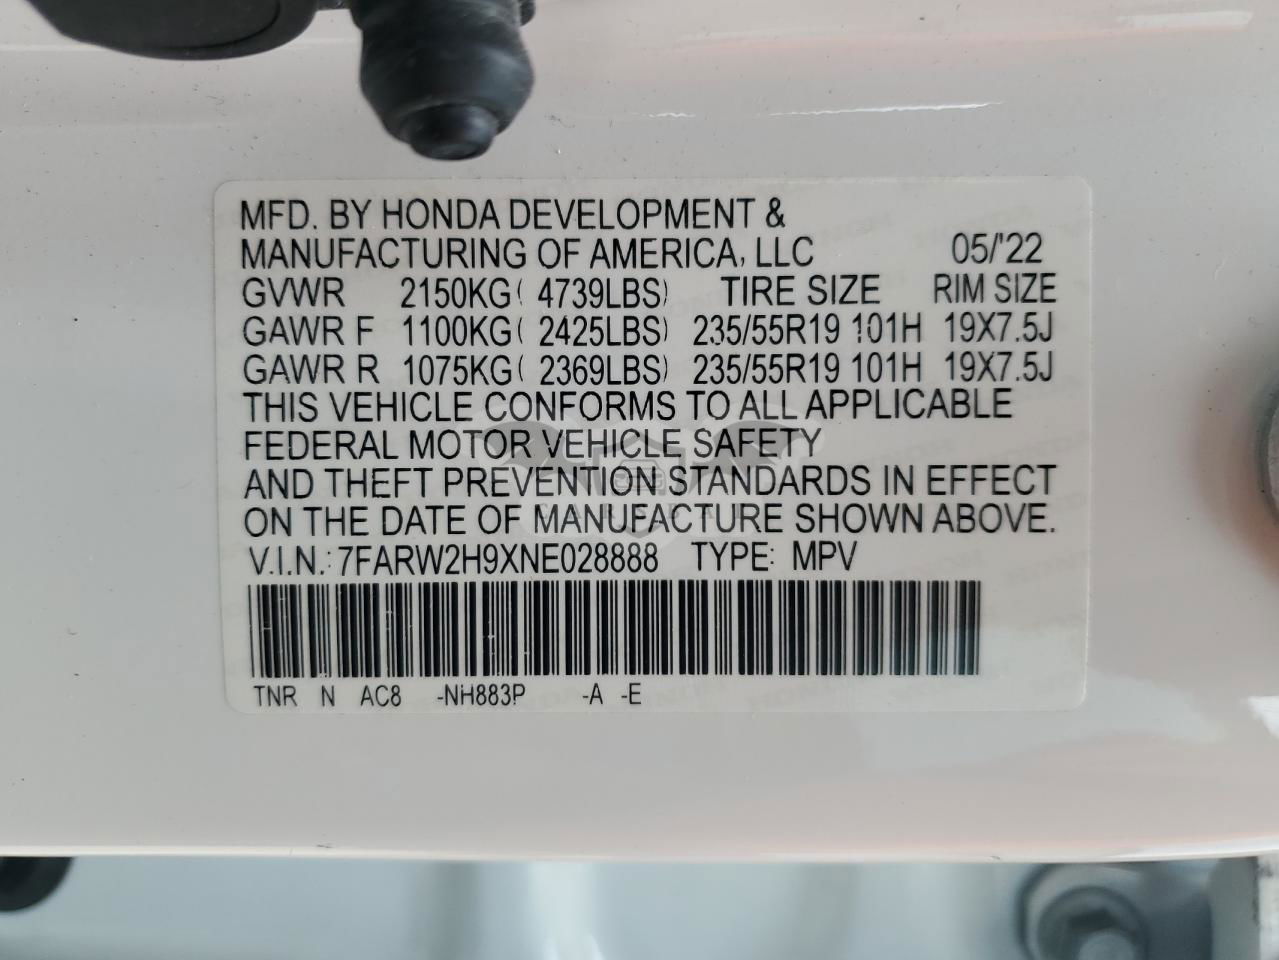 MFD. BY HONDA DEVELOPMENT &
MANUFACTURING OF AMERICA, LLC 05/'22
GVWR 2150KG( 4739LBS) TIRE SIZE RIM SIZE
GAWR F 1100KG( 2425LBS) 235/55R19 101H 19X7.5J
GAWR R 1075KG( 2369LBS) 235/55R19 101H 19X7.5J
THIS VEHICLE CONFORMS TO ALL APPLICABLE
FEDERAL MOTOR VEHICLE SAFETY
AND THEFT PREVENTION STANDARDS IN EFFECT
ON THE DATE OF MANUFACTURE SHOWN ABOVE.
V.I.N.: 7FARW2H9XNE028888 TYPE: MPV
TNR N AC8 -NH883P -A -E